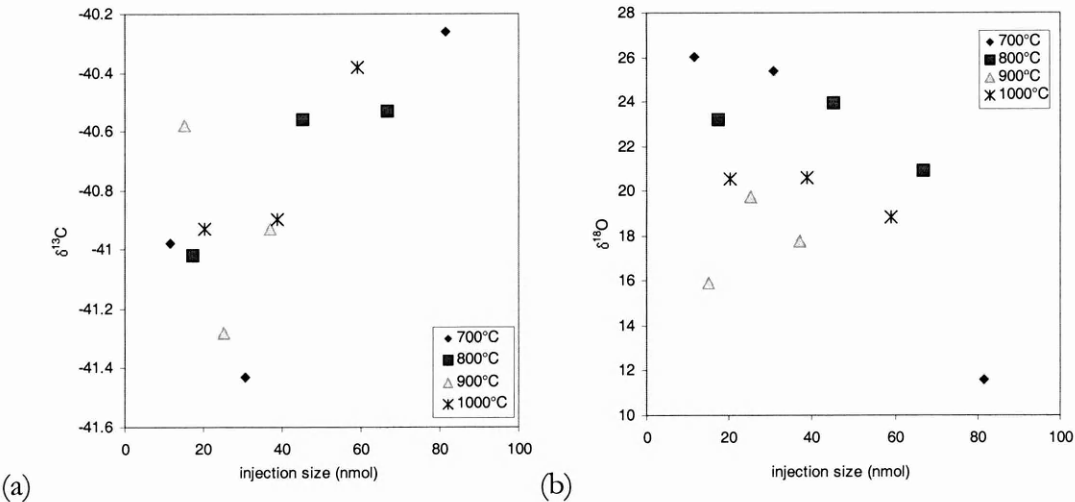 -40.2
-40.4
-40.6
-40.8
-41
-41.2
-41.4
-41.6
δ¹³C
0 20 40 60 80 100
injection size (nmol)
700°C
800°C
900°C
1000°C
(a)
28
26
24
22
20
18
16
14
12
10
δ¹⁸O
0 20 40 60 80 100
injection size (nmol)
700°C
800°C
900°C
1000°C
(b)